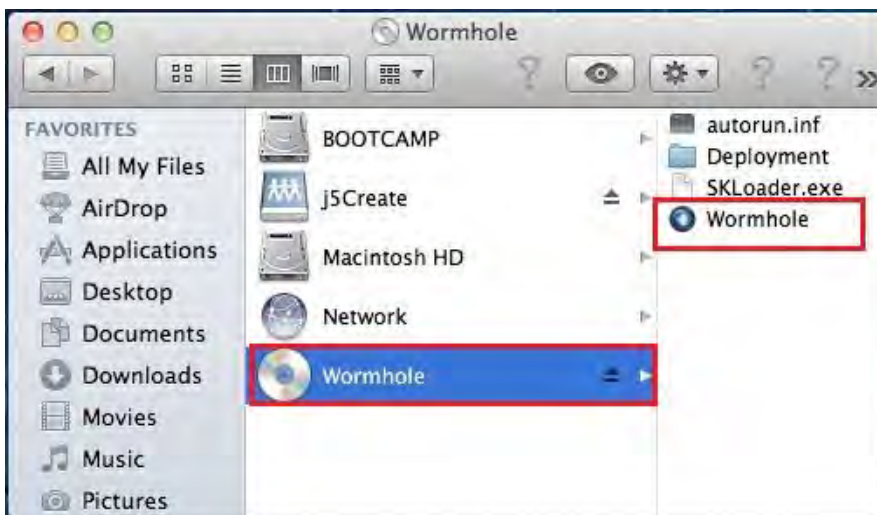 Wormhole
FAVORITES
All My Files
AirDrop
Applications
Desktop
Documents
Downloads
Movies
Music
Pictures
BOOTCAMP
j5Create
Macintosh HD
Network
Wormhole
autorun.inf
Deployment
SKLoader.exe
Wormhole